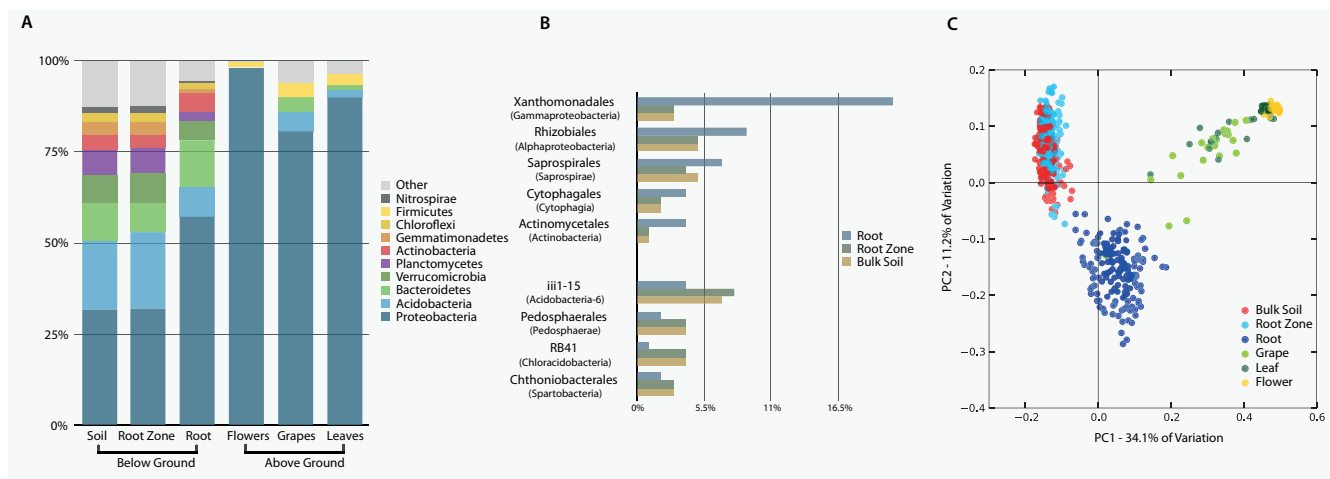 A
100%
75%
50%
25%
0%
Soil
Root Zone
Root
Flowers
Grapes
Leaves
Below Ground
Above Ground
Other
Nitrospirae
Firmicutes
Chloroflexi
Gemmatimonadetes
Actinobacteria
Planctomycetes
Verrucomicrobia
Bacteroidetes
Acidobacteria
Proteobacteria
B
Xanthomonadales
(Gammaproteobacteria)
Rhizobiales
(Alphaproteobacteria)
Saprospirales
(Saprospirae)
Cytophagales
(Cytophagia)
Actinomycetales
(Actinobacteria)
iii1-15
(Acidobacteria-6)
Pedosphaerales
(Pedosphaerae)
RB41
(Chloracidobacteria)
Chthoniobacterales
(Spartobacteria)
0%
5.5%
11%
16.5%
Root
Root Zone
Bulk Soil
C
PC2 - 11.2% of Variation
0.2
0.1
0.0
−0.1
−0.2
−0.3
−0.4
−0.2
0.0
0.2
0.4
0.6
PC1 - 34.1% of Variation
Bulk Soil
Root Zone
Root
Grape
Leaf
Flower